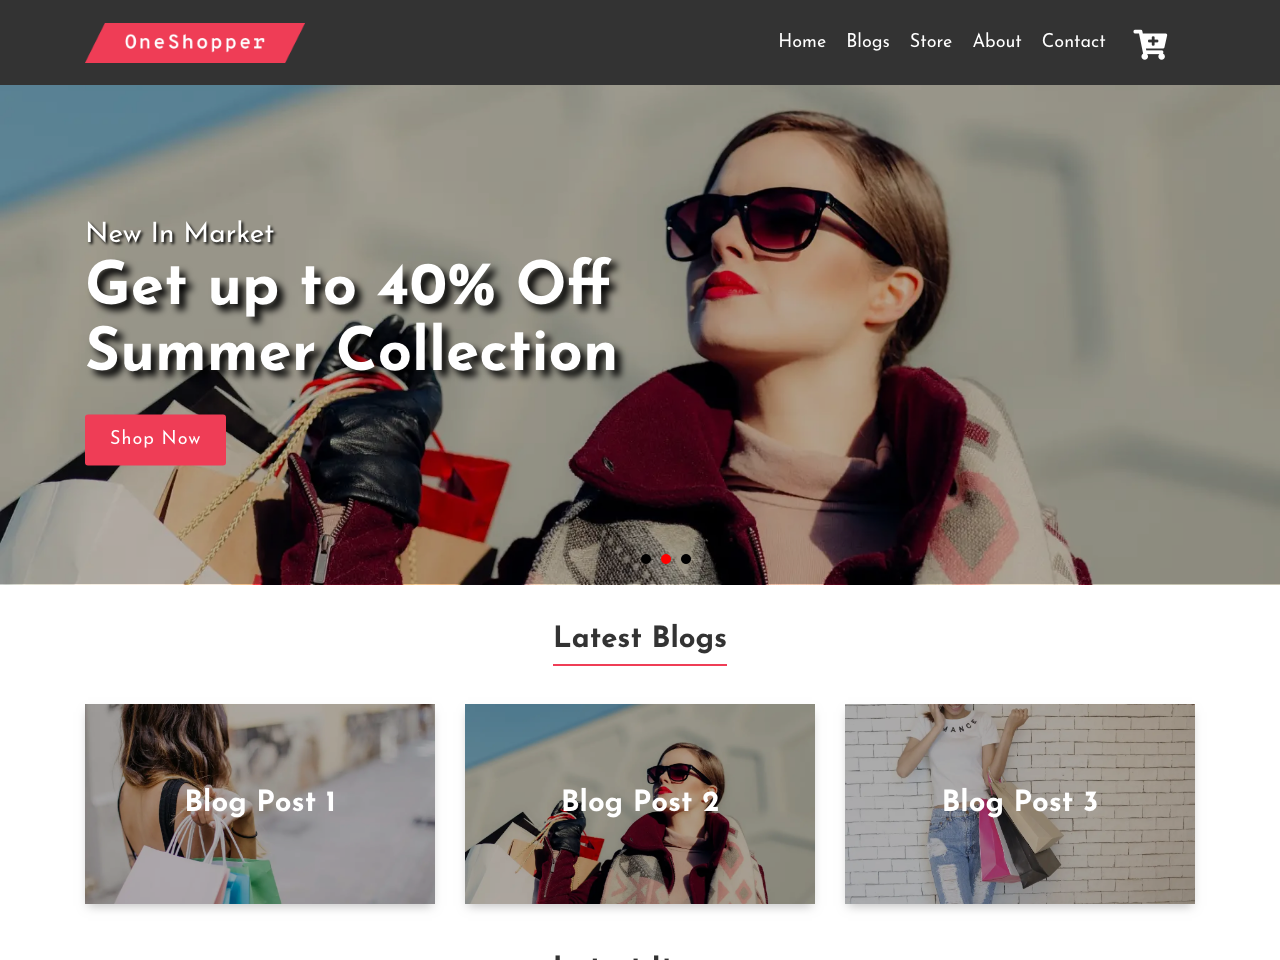 OneShopper
Home Blogs Store About Contact
New In Market
Get up to 40% Off
Summer Collection
Shop Now
Latest Blogs
Blog Post 1
Blog Post 2
Blog Post 3